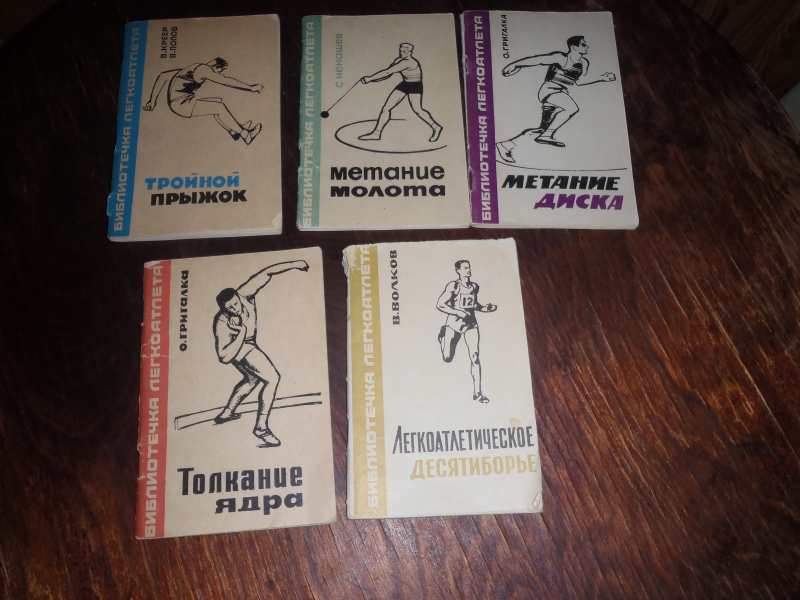 БИБЛИОТЕЧКА ЛЕГКОАТЛЕТА
В. КРЕЕР
В. ПОПОВ
ТРОЙНОЙ
ПРЫЖОК
БИБЛИОТЕЧКА ЛЕГКОАТЛЕТА
С. НЕНАШЕВ
МЕТАНИЕ
МОЛОТА
БИБЛИОТЕЧКА ЛЕГКОАТЛЕТА
О. ГРИГАЛКА
МЕТАНИЕ
ДИСКА
БИБЛИОТЕЧКА ЛЕГКОАТЛЕТА
О. ГРИГАЛКА
ТОЛКАНИЕ
ЯДРА
БИБЛИОТЕЧКА ЛЕГКОАТЛЕТА
В. ВОЛКОВ
12
ЛЕГКОАТЛЕТИЧЕСКОЕ
ДЕСЯТИБОРЬЕ